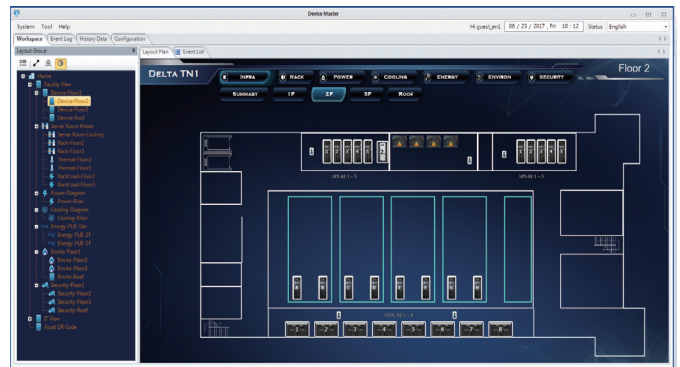 Device Master
System Tool Help
Hi guest_en1 06 / 23 / 2017 , Fri 10 : 12 Status English
Workspace Event Log History Data Configuration
Layout Group
Layout Plan Event List
Home
Facility View
Device-Floor1
Device-Floor2
Device-Floor3
Device-Roof
Server Room Power
Server Room Cooling
Rack-Floor2
Rack-Floor3
Thermal-Floor2
Thermal-Floor3
RackLoad-Floor2
RackLoad-Floor3
Power-Diagram
Power-Riser
Cooling-Diagram
Cooling-Riser
Energy-PUE Site
Energy-PUE 2F
Energy-PUE 3F
Enviro-Floor1
Enviro-Floor2
Enviro-Floor3
Enviro-Roof
Security-Floor1
Security-Floor2
Security-Floor3
Security-Roof
IT View
Asset QR Code
DELTA TN1
INFRA RACK POWER COOLING ENERGY ENVIRON SECURITY
Floor 2
SUMMARY 1F 2F 3F ROOF
UPS A2-1 ~ 5
UPS B2-1 ~ 5
COOL A2-1 ~ 8
1 2 3 4 5 6 7 8